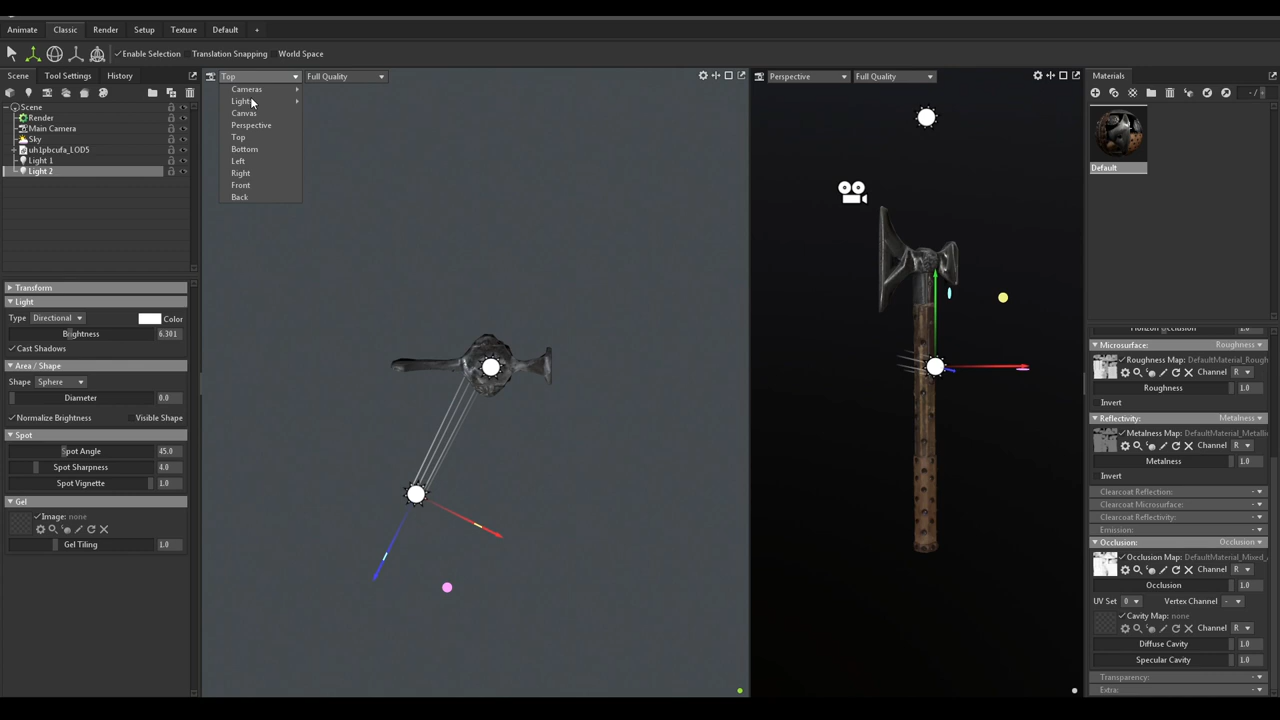 Animate Classic Render Setup Texture Default +
Enable Selection Translation Snapping World Space
Scene Tool Settings History
Top Full Quality
Perspective Full Quality
Materials
Cameras
Lights
Canvas
Perspective
Top
Bottom
Left
Right
Front
Back
Scene
Render
Main Camera
Sky
uh1pbcufa_LOD5
Light 1
Light 2
- /
Default
Transform
Light
Type Directional Color
Brightness 6.301
Cast Shadows
Area / Shape
Shape Sphere
Diameter 0.0
Normalize Brightness Visible Shape
Spot
Spot Angle 45.0
Spot Sharpness 4.0
Spot Vignette 1.0
Gel
Image: none
Gel Tiling 1.0
Horizon Occlusion 1.0
Microsurface: Roughness
Roughness Map: DefaultMaterial_Rough
Channel R
Roughness 1.0
Invert
Reflectivity: Metalness
Metalness Map: DefaultMaterial_Metallic
Channel R
Metalness 1.0
Invert
Clearcoat Reflection: -
Clearcoat Microsurface: -
Clearcoat Reflectivity: -
Emission: -
Occlusion: Occlusion
Occlusion Map: DefaultMaterial_Mixed_
Channel R
Occlusion 1.0
UV Set 0 Vertex Channel -
Cavity Map: none
Channel R
Diffuse Cavity 1.0
Specular Cavity 1.0
Transparency: -
Extra: -